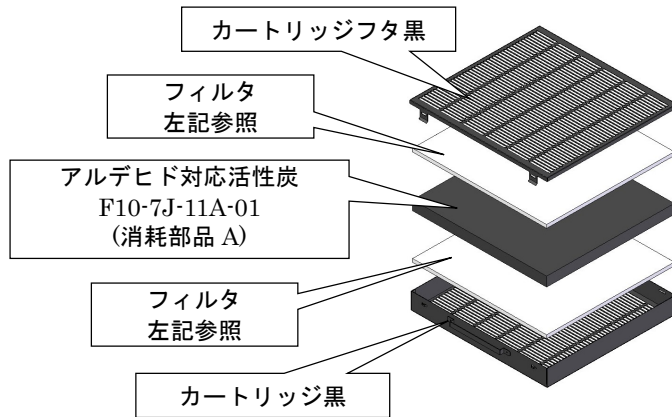 カートリッジフタ黒
フィルタ
左記参照
アルデヒド対応活性炭
F10-7J-11A-01
(消耗部品 A)
フィルタ
左記参照
カートリッジ黒